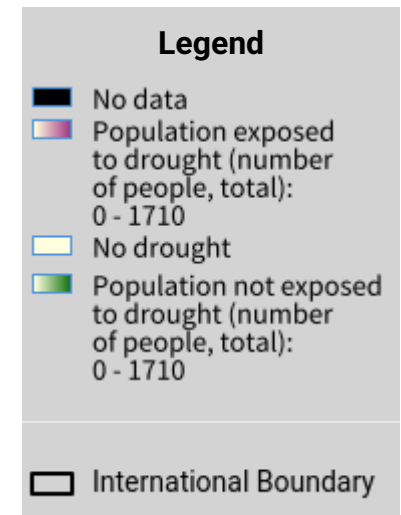 Legend
No data
Population exposed
to drought (number
of people, total):
0 - 1710
No drought
Population not exposed
to drought (number
of people, total):
0 - 1710
International Boundary